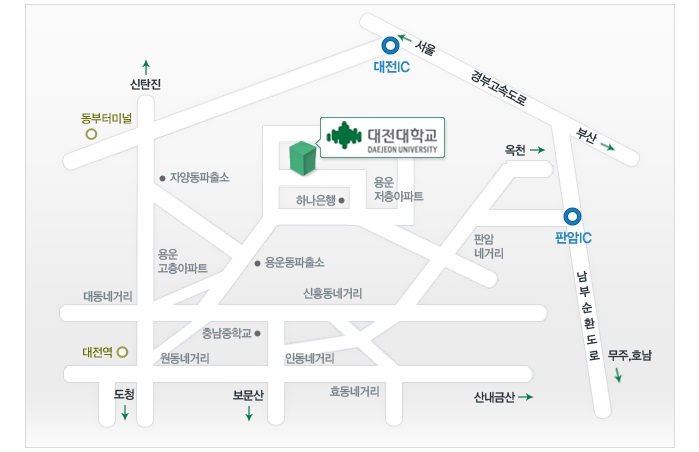 서울
대전IC
경부고속도로
신탄진
동부터미널
대전대학교
DAEJEON UNIVERSITY
부산
옥천
자양동파출소
용운
저층아파트
하나은행
판암IC
판암
네거리
용운
고층아파트
용운동파출소
남부순환도로
대동네거리
신흥동네거리
충남중학교
대전역
원동네거리
인동네거리
무주,호남
도청
보문산
효동네거리
산내금산